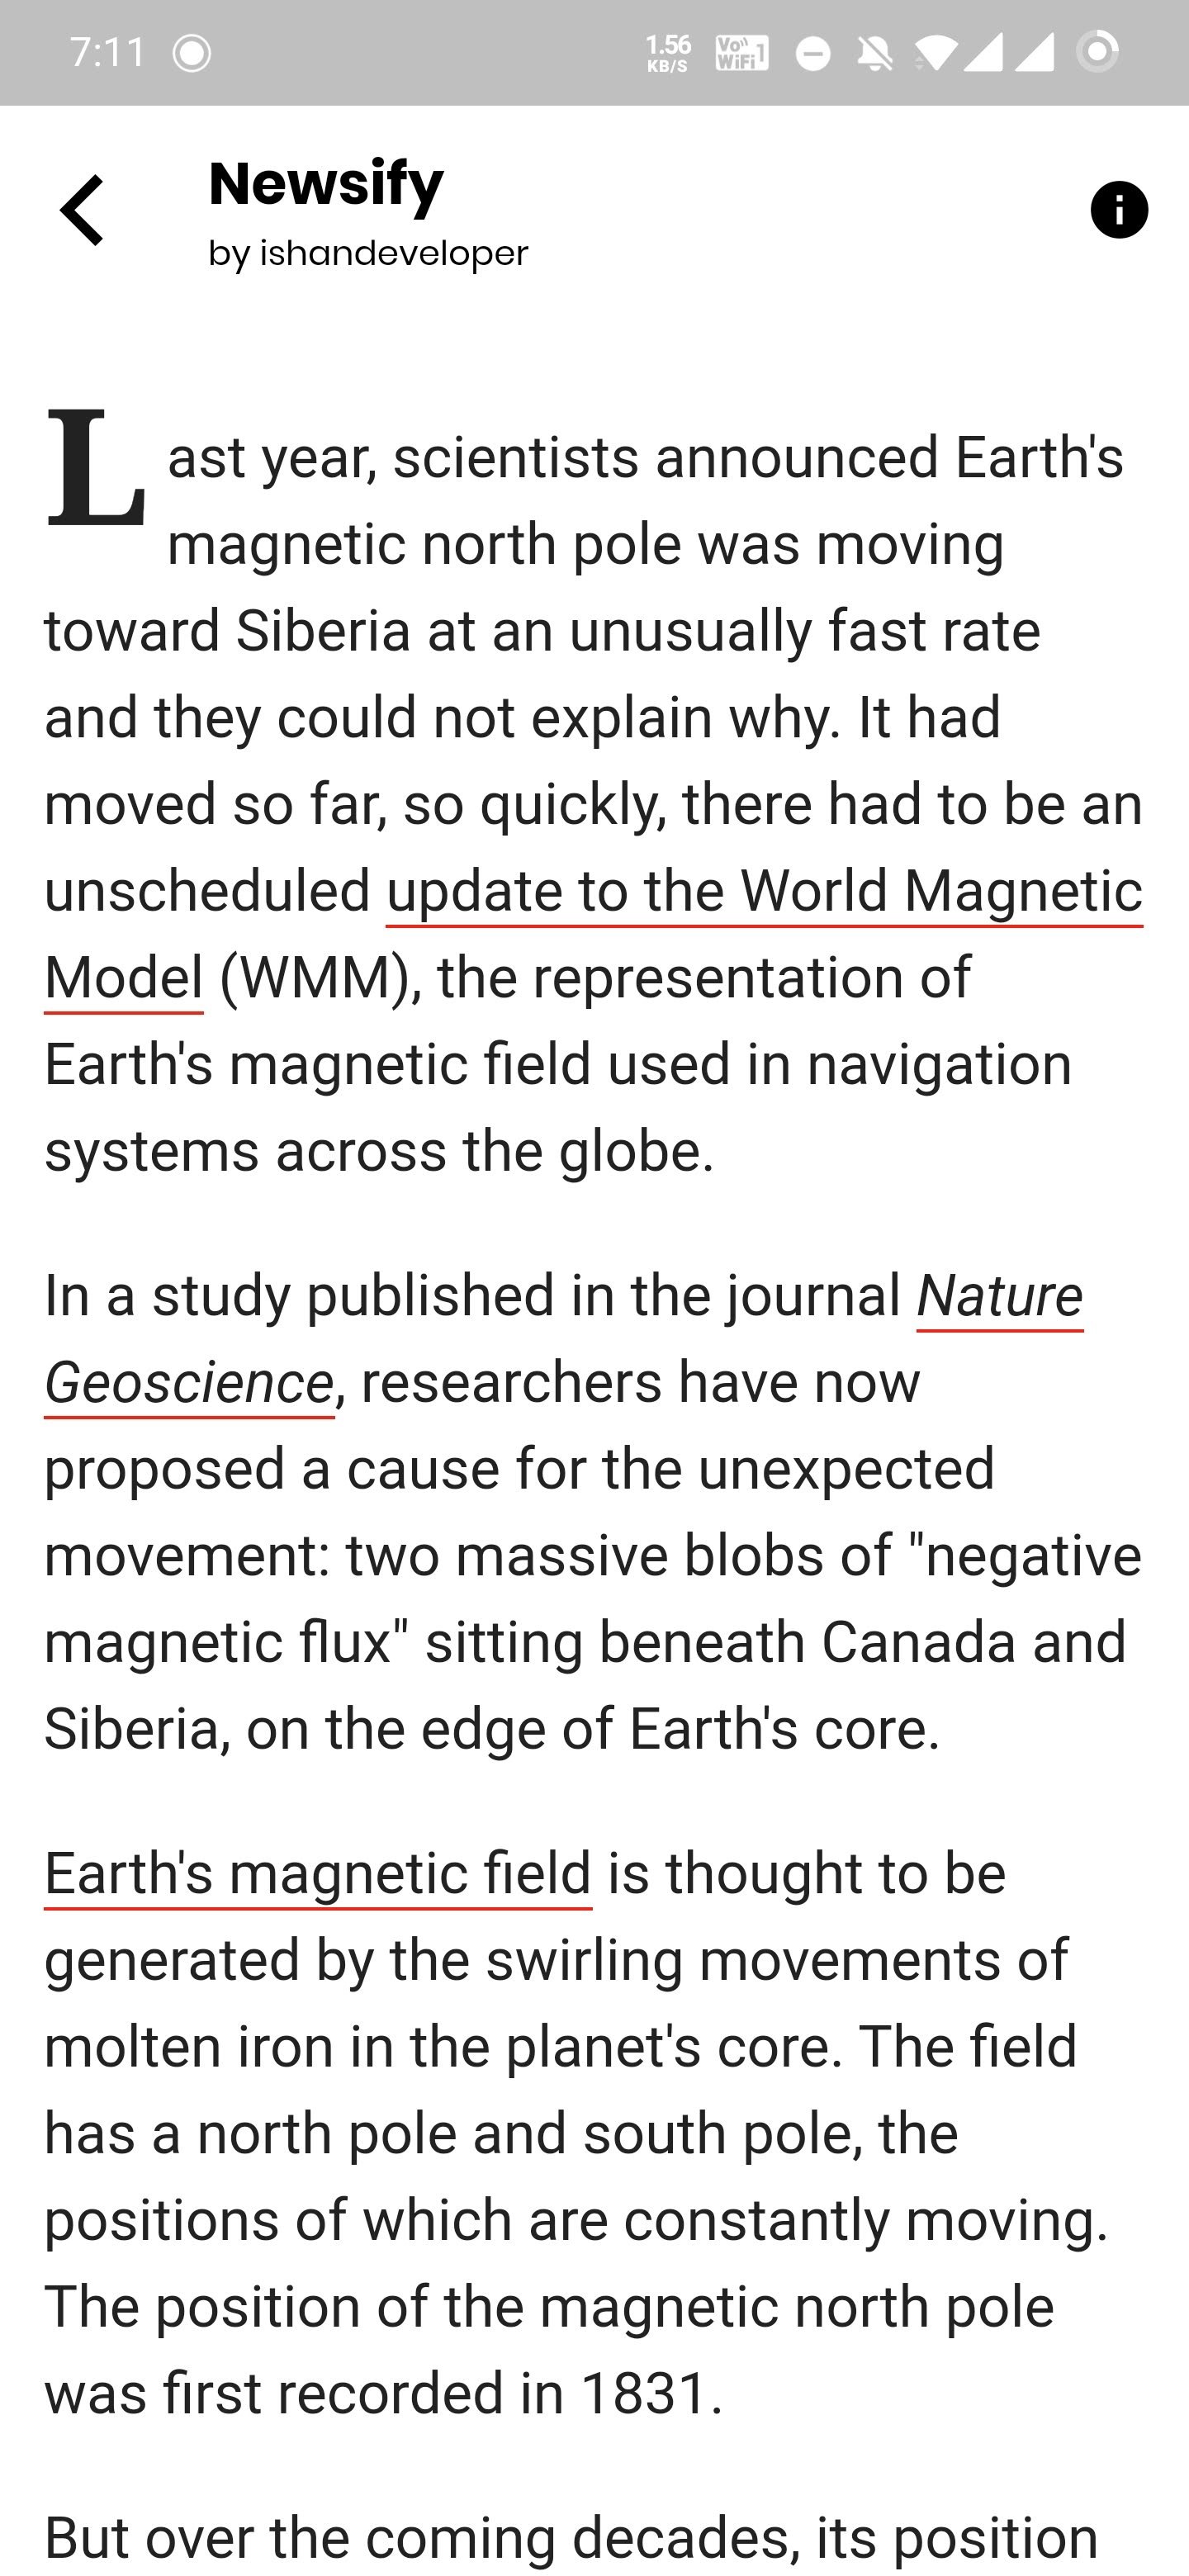 7:11
1.56
KB/S
Vo
WiFi 1
Newsify
by ishandeveloper
Last year, scientists announced Earth's
magnetic north pole was moving
toward Siberia at an unusually fast rate
and they could not explain why. It had
moved so far, so quickly, there had to be an
unscheduled update to the World Magnetic
Model (WMM), the representation of
Earth's magnetic field used in navigation
systems across the globe.
In a study published in the journal Nature
Geoscience, researchers have now
proposed a cause for the unexpected
movement: two massive blobs of "negative
magnetic flux" sitting beneath Canada and
Siberia, on the edge of Earth's core.
Earth's magnetic field is thought to be
generated by the swirling movements of
molten iron in the planet's core. The field
has a north pole and south pole, the
positions of which are constantly moving.
The position of the magnetic north pole
was first recorded in 1831.
But over the coming decades, its position